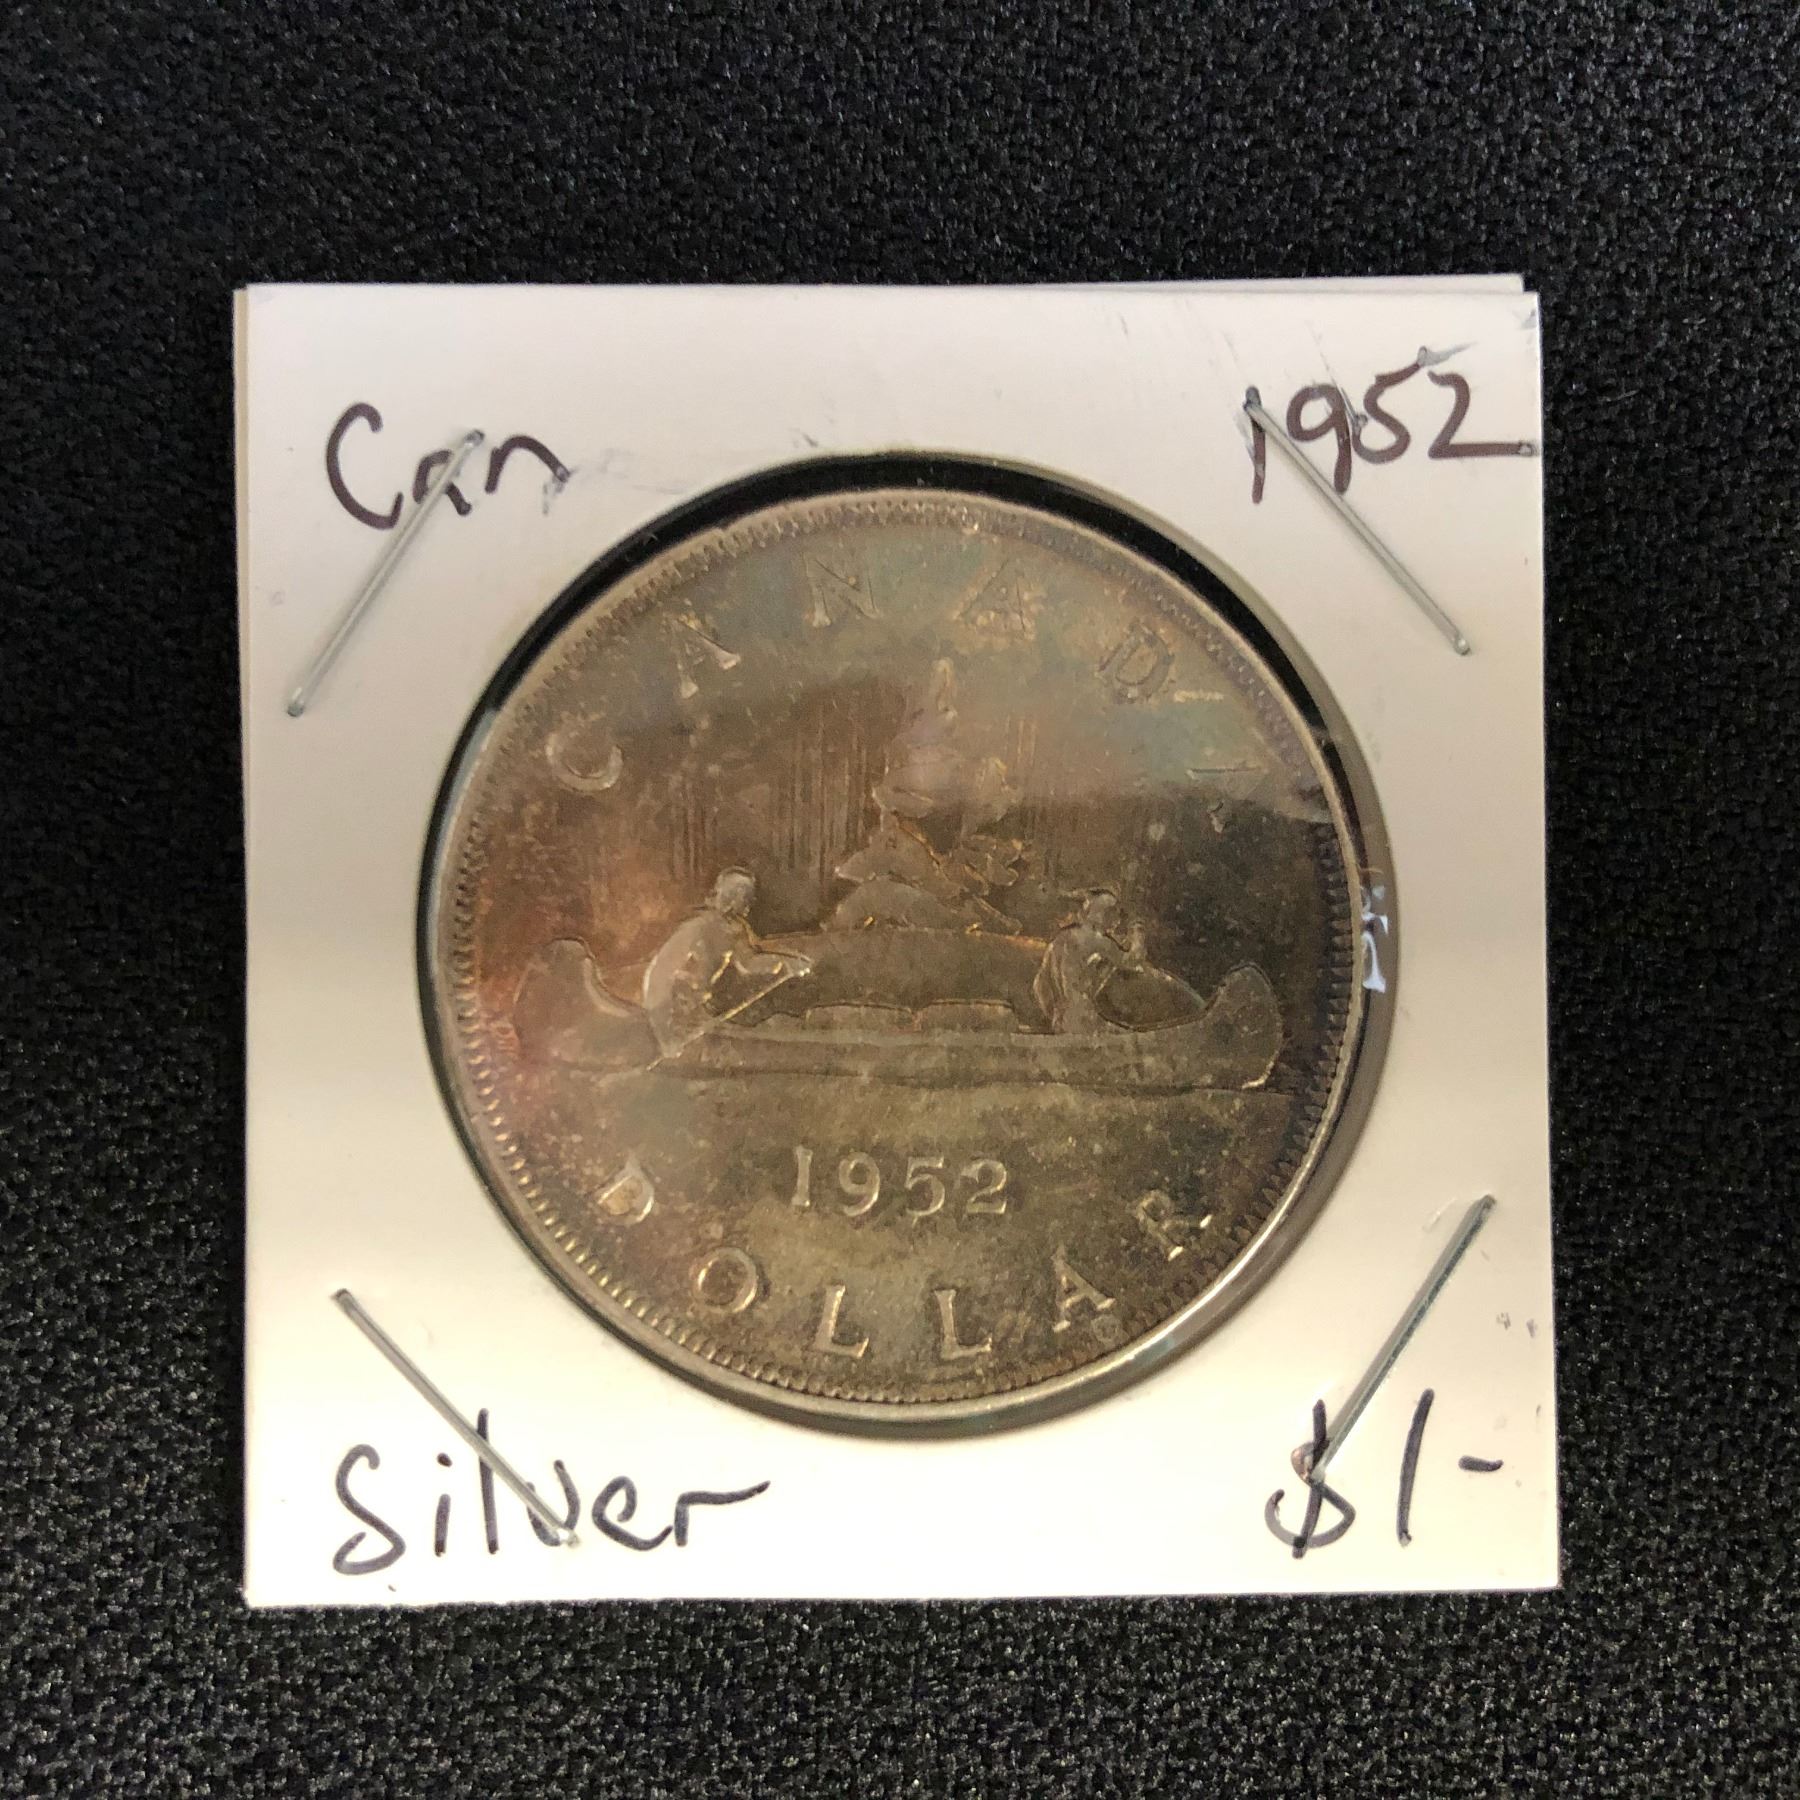 Can 1952
CANADA
1952
DOLLAR
Silver $1-